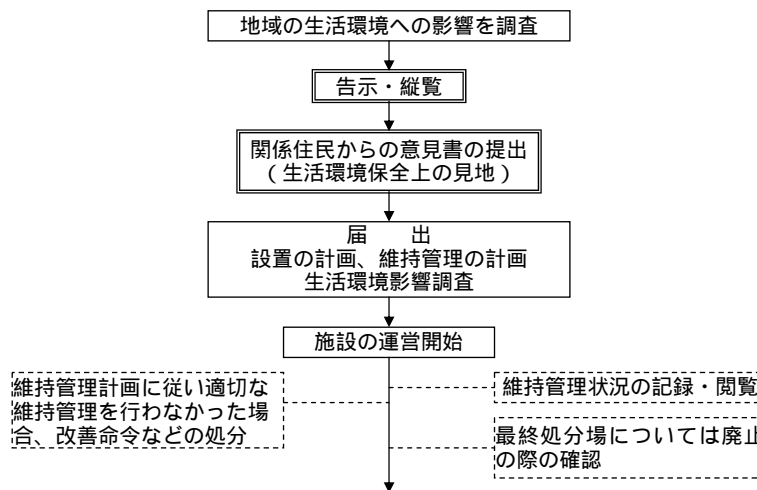 地域の生活環境への影響を調査
告示・縦覧
関係住民からの意見書の提出
（生活環境保全上の見地）
届　　出
設置の計画、維持管理の計画
生活環境影響調査
施設の運営開始
維持管理計画に従い適切な
維持管理を行わなかった場
合、改善命令などの処分
維持管理状況の記録・閲覧
最終処分場については廃止
の際の確認